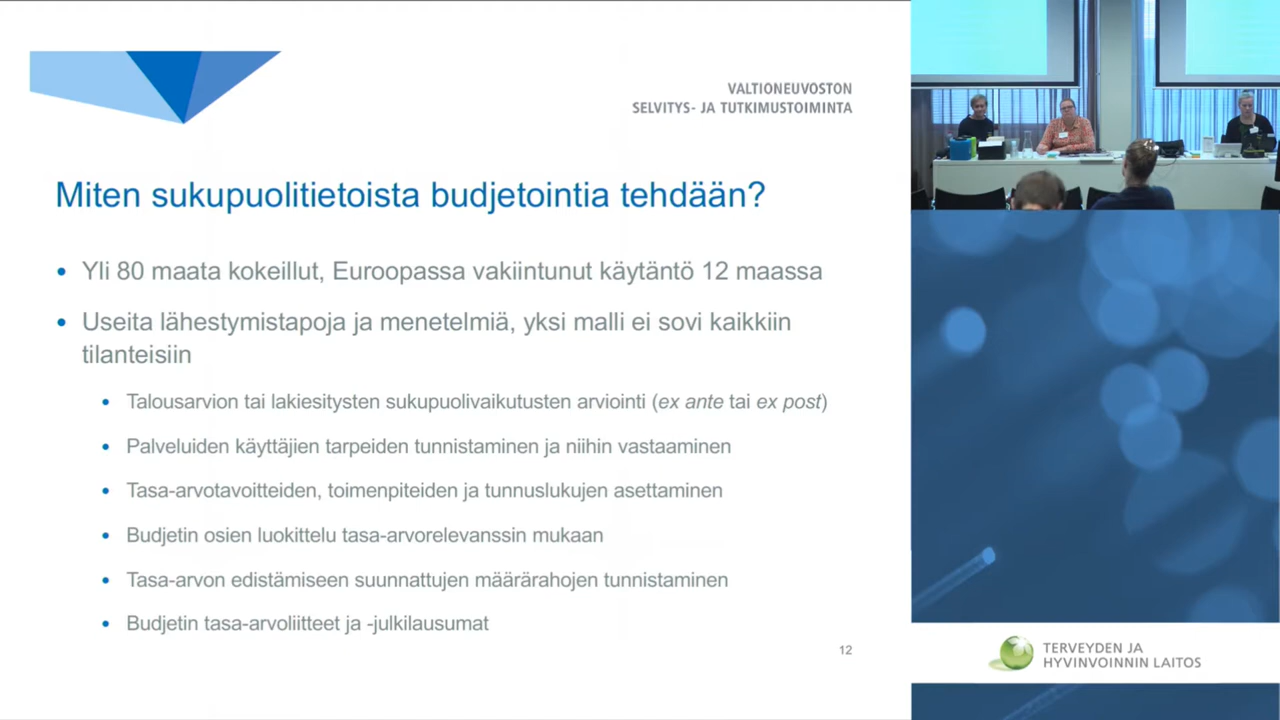 VALTIONEUVOSTON
SELVITYS- JA TUTKIMUSTOIMINTA
Miten sukupuolitietoista budjetointia tehdään?
• Yli 80 maata kokeillut, Euroopassa vakiintunut käytäntö 12 maassa
• Useita lähestymistapoja ja menetelmiä, yksi malli ei sovi kaikkiin
tilanteisiin
• Talousarvion tai lakiesitysten sukupuolivaikutusten arviointi (ex ante tai ex post)
• Palveluiden käyttäjien tarpeiden tunnistaminen ja niihin vastaaminen
• Tasa-arvotavoitteiden, toimenpiteiden ja tunnuslukujen asettaminen
• Budjetin osien luokittelu tasa-arvorelevanssin mukaan
• Tasa-arvon edistämiseen suunnattujen määrärahojen tunnistaminen
• Budjetin tasa-arvoliitteet ja -julkilausumat
12
TERVEYDEN JA
HYVINVOINNIN LAITOS